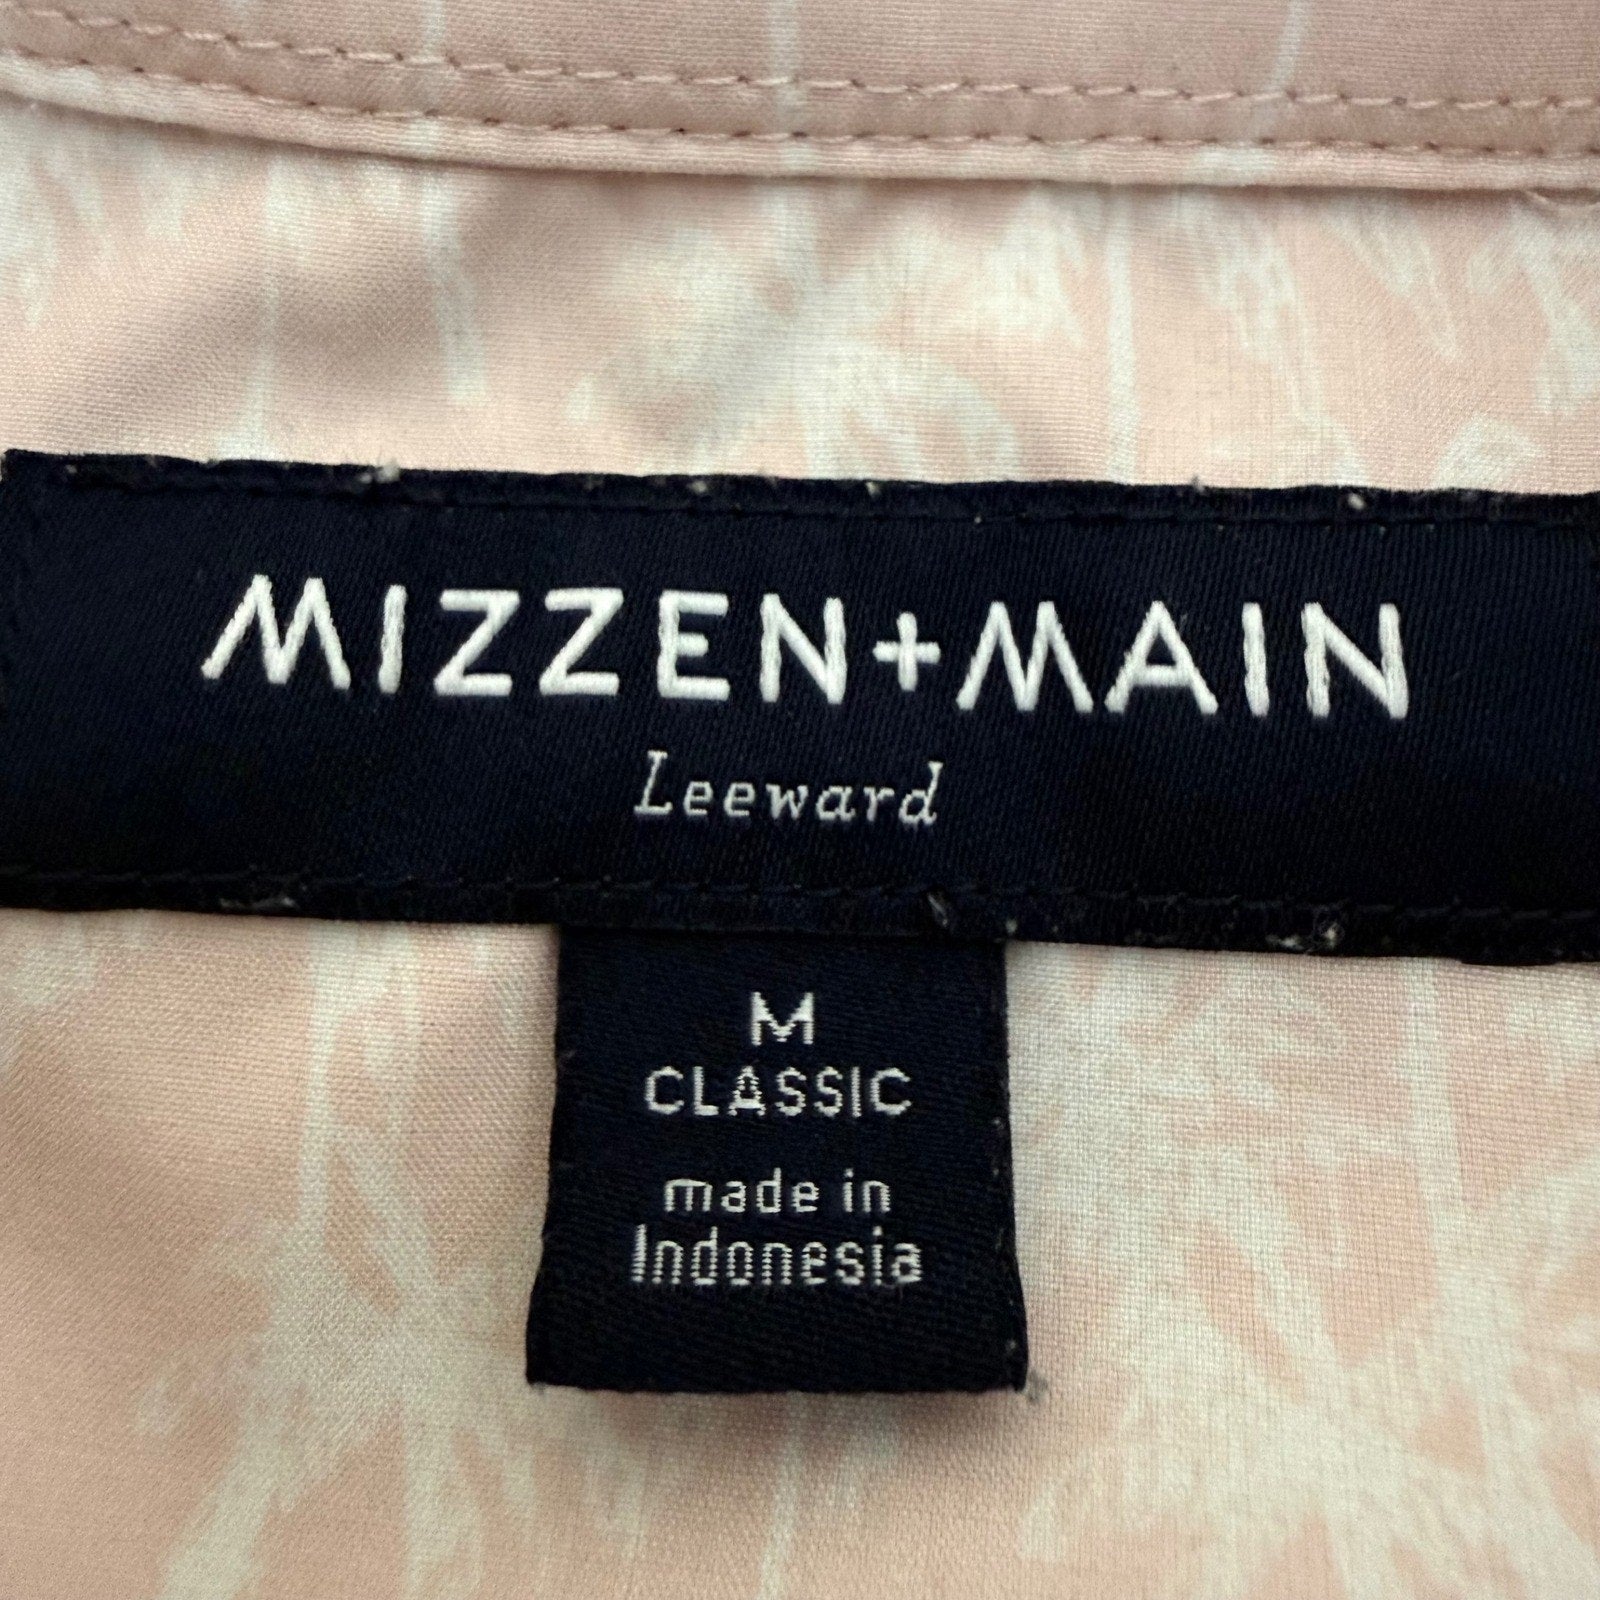 MIZZEN+MAIN
Leeward
M
CLASSIC
made in
Indonesia